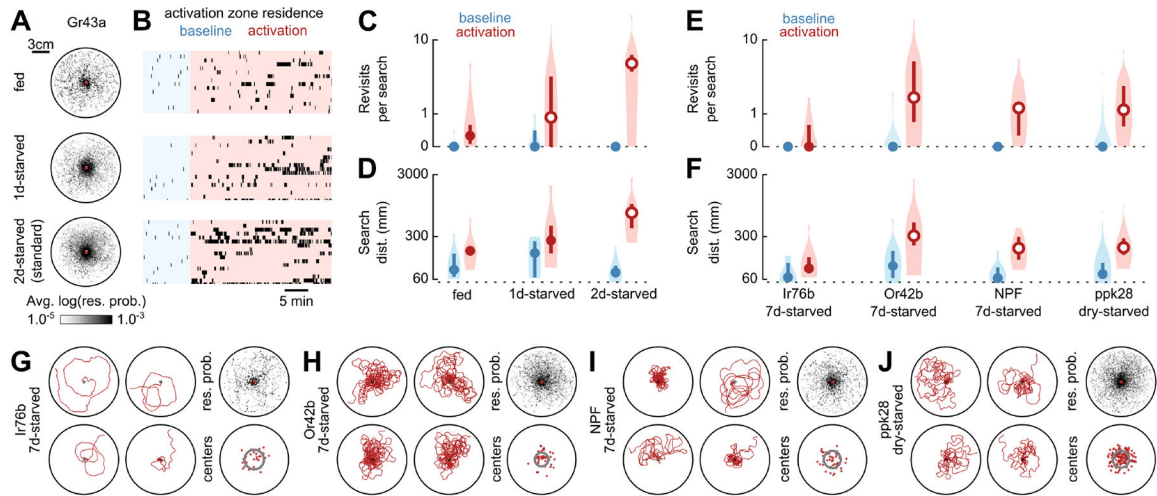 A Gr43a
3cm
fed
1d-starved
2d-starved
(standard)
Avg. log(res. prob.)
1.0-5 1.0-3
B activation zone residence
baseline activation
5 min
C baseline
activation
Revisits
per search
10
1
0
D
Search
dist. (mm)
3000
300
60
fed 1d-starved 2d-starved
E baseline
activation
Revisits
per search
10
1
0
F
Search
dist. (mm)
3000
300
60
Ir76b Or42b NPF ppk28
7d-starved 7d-starved 7d-starved dry-starved
G
Ir76b
7d-starved
res. prob.
centers
H
Or42b
7d-starved
res. prob.
centers
I
NPF
7d-starved
res. prob.
centers
J
ppk28
dry-starved
res. prob.
centers